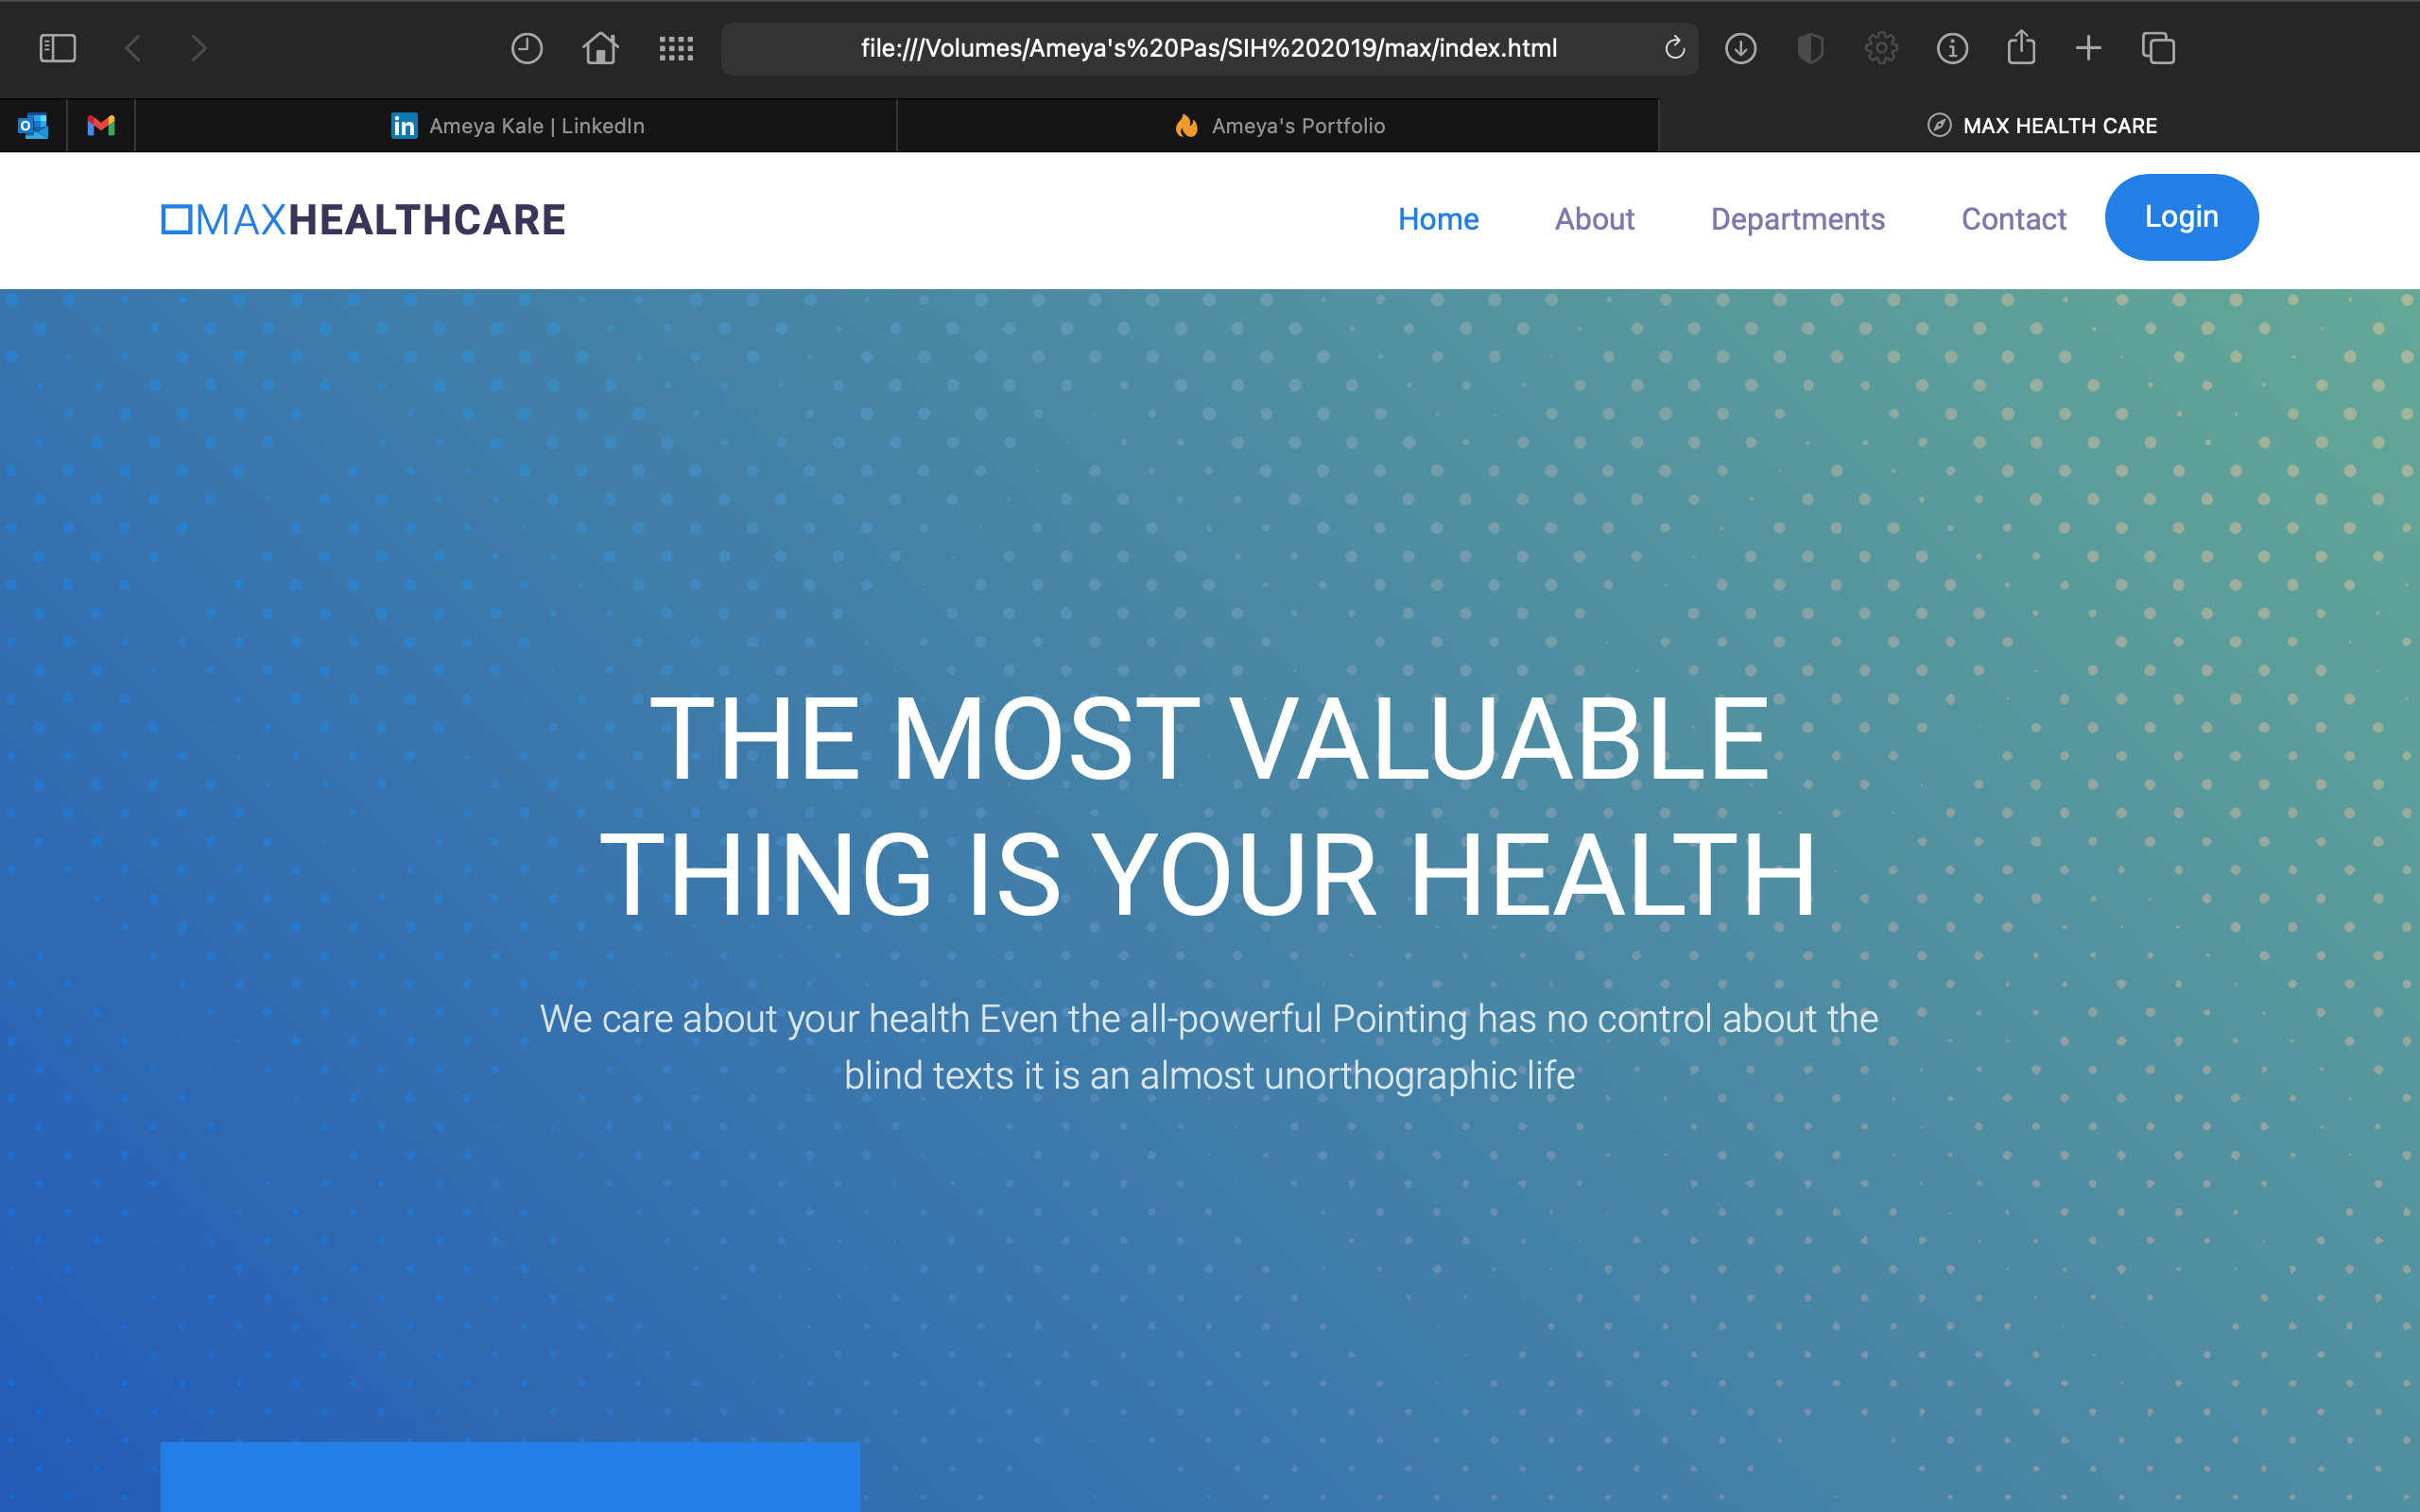 file:///Volumes/Ameya's%20Pas/SIH%202019/max/index.html
Ameya Kale | LinkedIn
Ameya's Portfolio
MAX HEALTH CARE
MAXHEALTHCARE
Home
About
Departments
Contact
Login
THE MOST VALUABLE
THING IS YOUR HEALTH
We care about your health Even the all-powerful Pointing has no control about the
blind texts it is an almost unorthographic life